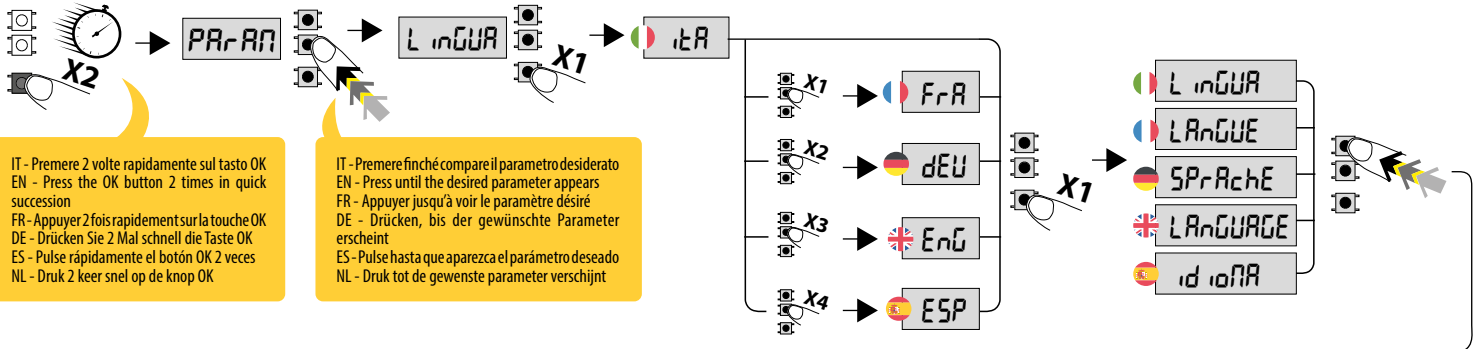 X2
PArAM
LinGUA
X1
itA
X1
FrA
X2
dEU
X3
EnG
X4
ESP
X1
LinGUA
LAnGUE
SPrAchE
LAnGUAGE
idioMA
IT - Premere 2 volte rapidamente sul tasto OK
EN - Press the OK button 2 times in quick
succession
FR - Appuyer 2 fois rapidement sur la touche OK
DE - Drücken Sie 2 Mal schnell die Taste OK
ES - Pulse rápidamente el botón OK 2 veces
NL - Druk 2 keer snel op de knop OK
IT - Premere finché compare il parametro desiderato
EN - Press until the desired parameter appears
FR - Appuyer jusqu'à voir le paramètre désiré
DE - Drücken, bis der gewünschte Parameter
erscheint
ES - Pulse hasta que aparezca el parámetro deseado
NL - Druk tot de gewenste parameter verschijnt